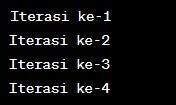 Iterasi ke-1
Iterasi ke-2
Iterasi ke-3
Iterasi ke-4